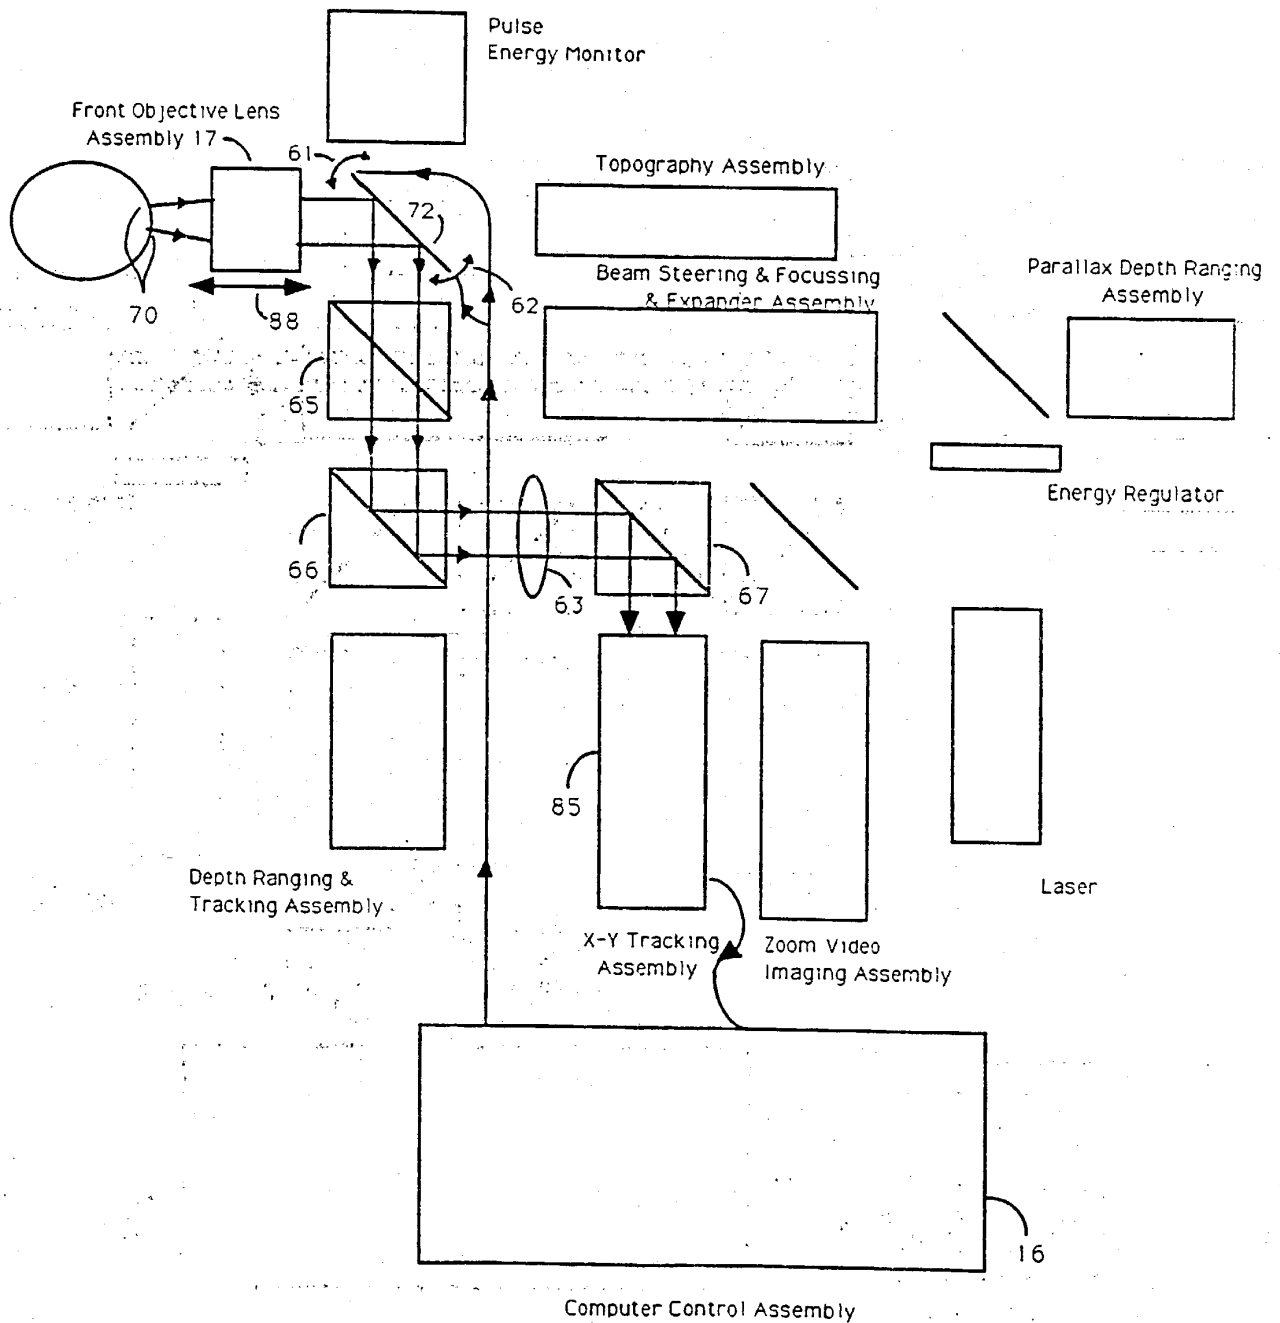 Pulse
Energy Monitor
Front Objective Lens
Assembly 17
61
Topography Assembly
72
Beam Steering & Focussing
& Expander Assembly
Parallax Depth Ranging
Assembly
62
70
88
65
Energy Regulator
66
63
67
85
Depth Ranging &
Tracking Assembly
Laser
X-Y Tracking
Assembly
Zoom Video
Imaging Assembly
16
Computer Control Assembly